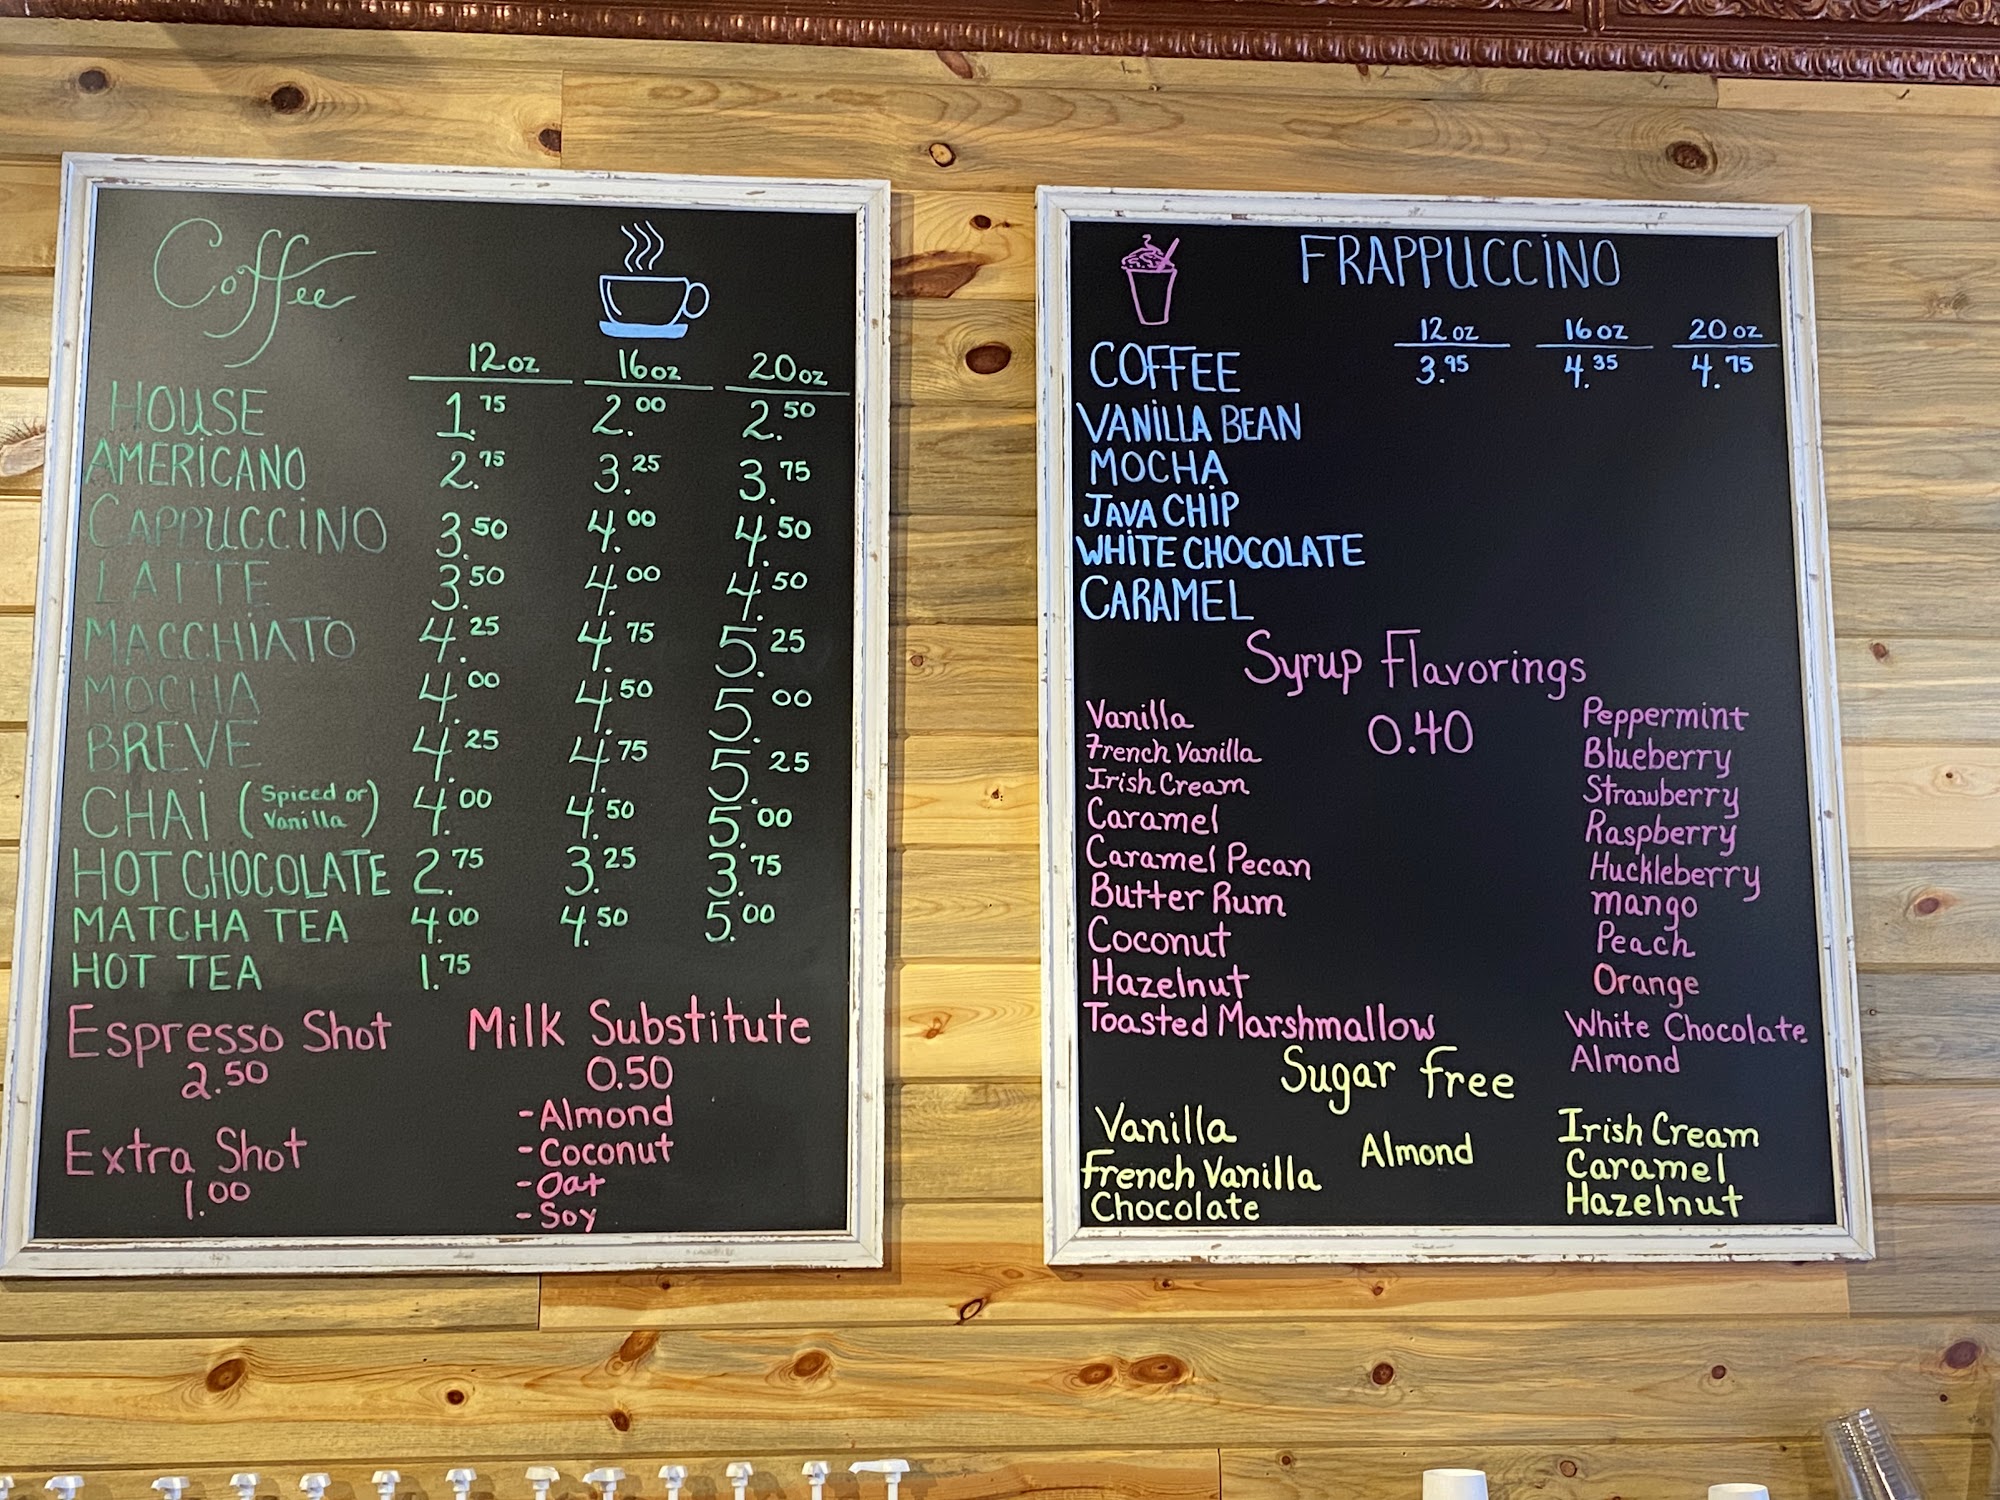 Coffee
12oz 16oz 20oz
HOUSE 1.75 2.00 2.50
AMERICANO 2.75 3.25 3.75
CAPPUCCINO 3.50 4.00 4.50
LATTE 3.50 4.00 4.50
MACCHIATO 4.25 4.75 5.25
MOCHA 4.00 4.50 5.00
BREVE 4.25 4.75 5.25
CHAI (Spiced or Vanilla) 4.00 4.50 5.00
HOT CHOCOLATE 2.75 3.25 3.75
MATCHA TEA 4.00 4.50 5.00
HOT TEA 1.75
Espresso Shot
2.50
Extra Shot
1.00
Milk Substitute
0.50
-Almond
-Coconut
-Oat
-Soy
FRAPPUCCINO
12 oz 16 oz 20 oz
COFFEE 3.95 4.35 4.75
VANILLA BEAN
MOCHA
JAVA CHIP
WHITE CHOCOLATE
CARAMEL
Syrup Flavorings
0.40
Vanilla
French Vanilla
Irish Cream
Caramel
Caramel Pecan
Butter Rum
Coconut
Hazelnut
Toasted Marshmallow
Peppermint
Blueberry
Strawberry
Raspberry
Huckleberry
mango
Peach
Orange
White Chocolate
Almond
Sugar free
Vanilla
French Vanilla
Chocolate
Almond
Irish Cream
Caramel
Hazelnut